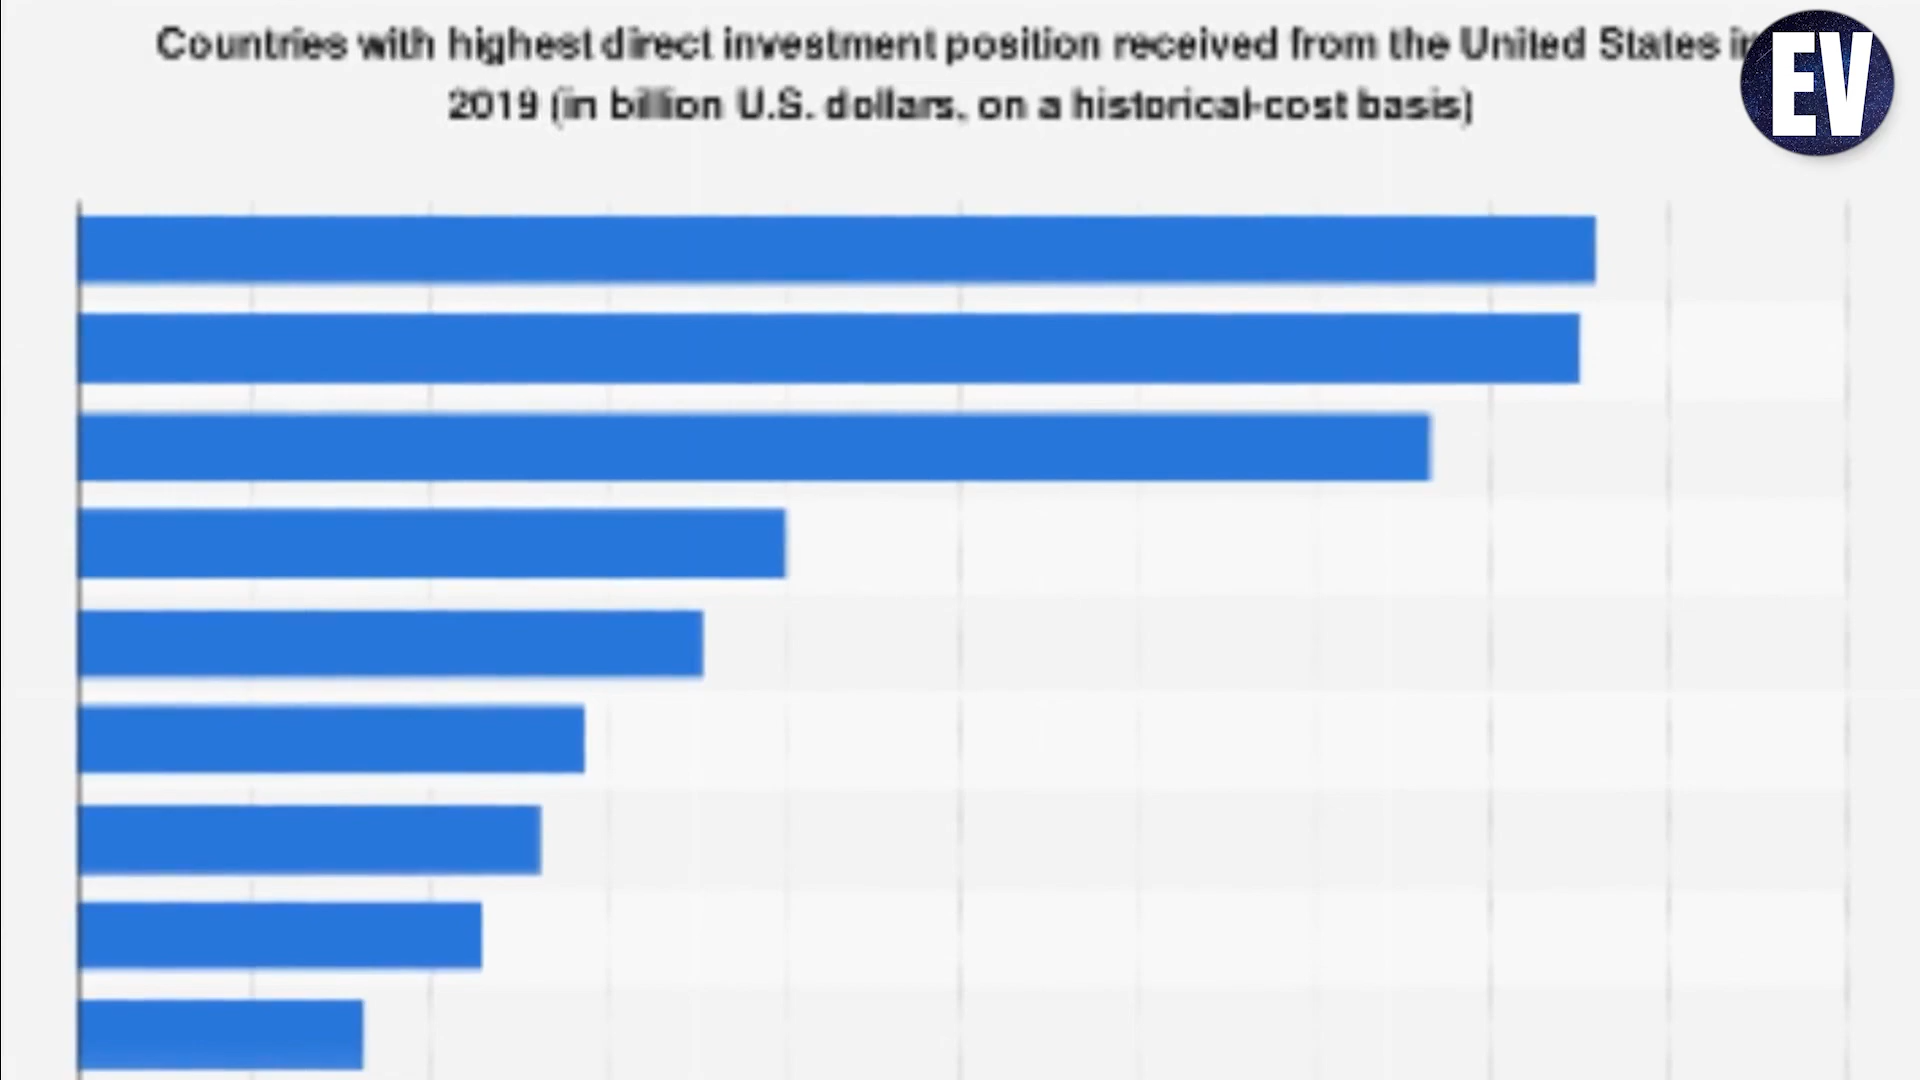 Countries with highest direct investment position received from the United States in
2019 (in billion U.S. dollars, on a historical-cost basis)
EV